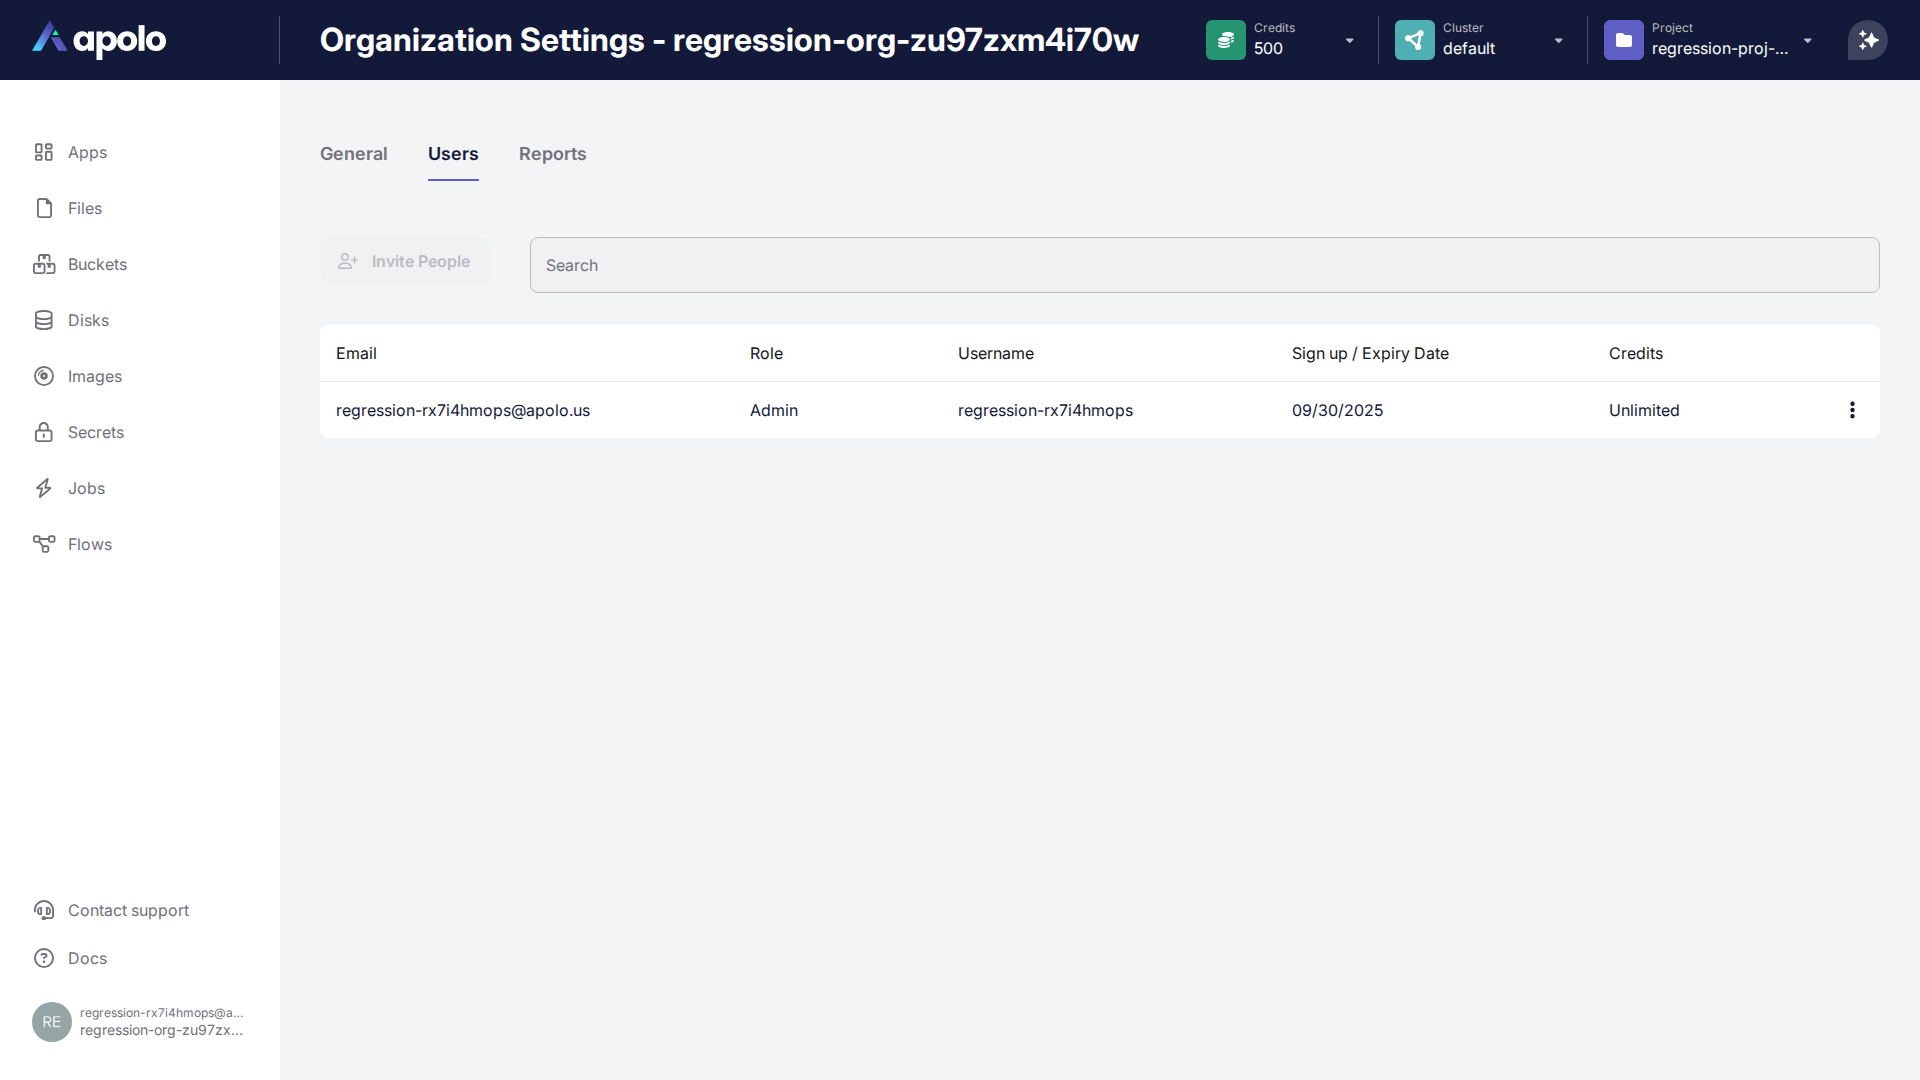 apolo
Organization Settings - regression-org-zu97zxm4i70w
Credits
500
Cluster
default
Project
regression-proj-...
Apps
Files
Buckets
Disks
Images
Secrets
Jobs
Flows
General Users Reports
Invite People
Search
Email Role Username Sign up / Expiry Date Credits
regression-rx7i4hmops@apolo.us Admin regression-rx7i4hmops 09/30/2025 Unlimited
Contact support
Docs
RE
regression-rx7i4hmops@a...
regression-org-zu97zx...